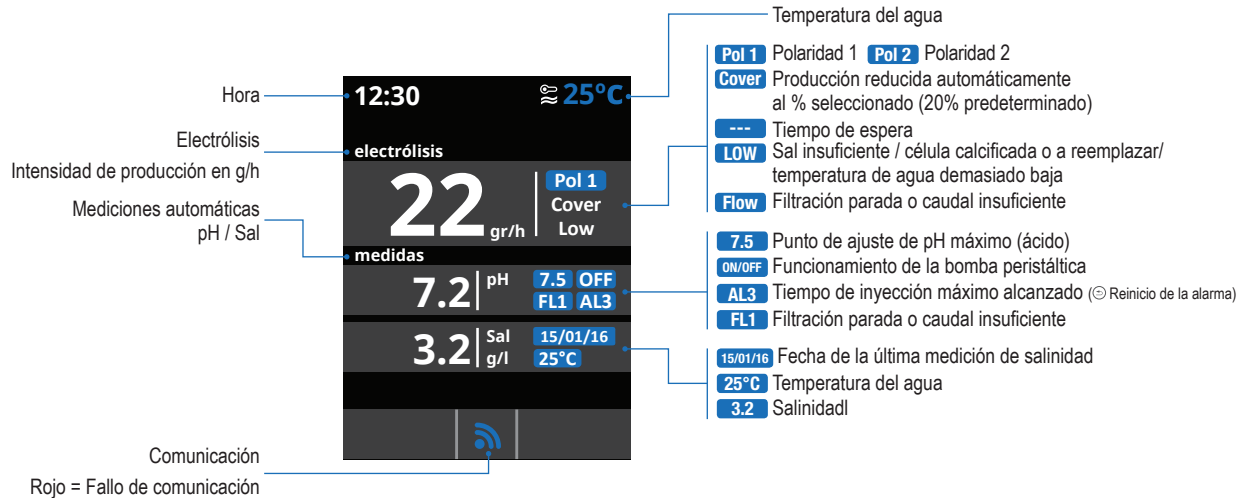 Hora
Electrólisis
Intensidad de producción en g/h
Mediciones automáticas
pH / Sal
Comunicación
Rojo = Fallo de comunicación
12:30
25°C
electrólisis
22 gr/h
Pol 1
Cover
Low
medidas
7.2 pH 7.5 OFF
FL1 AL3
3.2 Sal 15/01/16
g/l 25°C
Temperatura del agua
Pol 1 Polaridad 1 Pol 2 Polaridad 2
Cover Producción reducida automáticamente
al % seleccionado (20% predeterminado)
--- Tiempo de espera
LOW Sal insuficiente / célula calcificada o a reemplazar/
temperatura de agua demasiado baja
Flow Filtración parada o caudal insuficiente
7.5 Punto de ajuste de pH máximo (ácido)
ON/OFF Funcionamiento de la bomba peristáltica
AL3 Tiempo de inyección máximo alcanzado (⊝ Reinicio de la alarma)
FL1 Filtración parada o caudal insuficiente
15/01/16 Fecha de la última medición de salinidad
25°C Temperatura del agua
3.2 Salinidadl